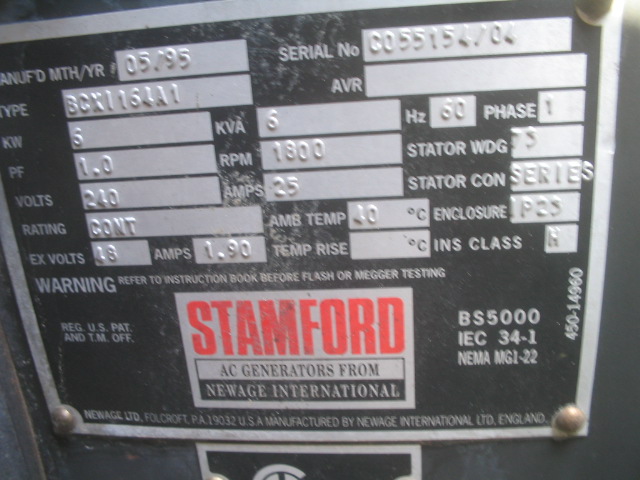 ANUF'D MTH/YR 05/95 SERIAL No C055154/04
TYPE BCM1164A1 AVR
KW 6 KVA 6 Hz 60 PHASE 1
PF 1.0 RPM 1800 STATOR WDG
VOLTS 240 AMPS 25 STATOR CON SERIES
RATING CONT AMB TEMP 40 °C ENCLOSURE IP23
EX VOLTS 18 AMPS 1.90 TEMP RISE °C INS CLASS H
WARNING REFER TO INSTRUCTION BOOK BEFORE FLASH OR MEGGER TESTING
REG. U.S. PAT.
AND T.M. OFF.
STAMFORD
AC GENERATORS FROM
NEWAGE INTERNATIONAL
BS5000
IEC 34-1
NEMA MG1-22
450-14960
NEWAGE LTD., FOLCROFT, P.A 19032 U.S.A MANUFACTURED BY NEWAGE INTERNATIONAL LTD, ENGLAND.